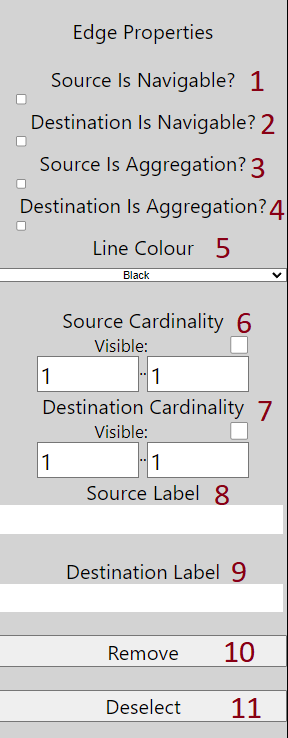 Edge Properties
Source Is Navigable? 1
Destination Is Navigable? 2
Source Is Aggregation? 3
Destination Is Aggregation? 4
Line Colour 5
Black
Source Cardinality 6
Visible:
1 .. 1
Destination Cardinality 7
Visible:
1 .. 1
Source Label 8
Destination Label 9
Remove 10
Deselect 11